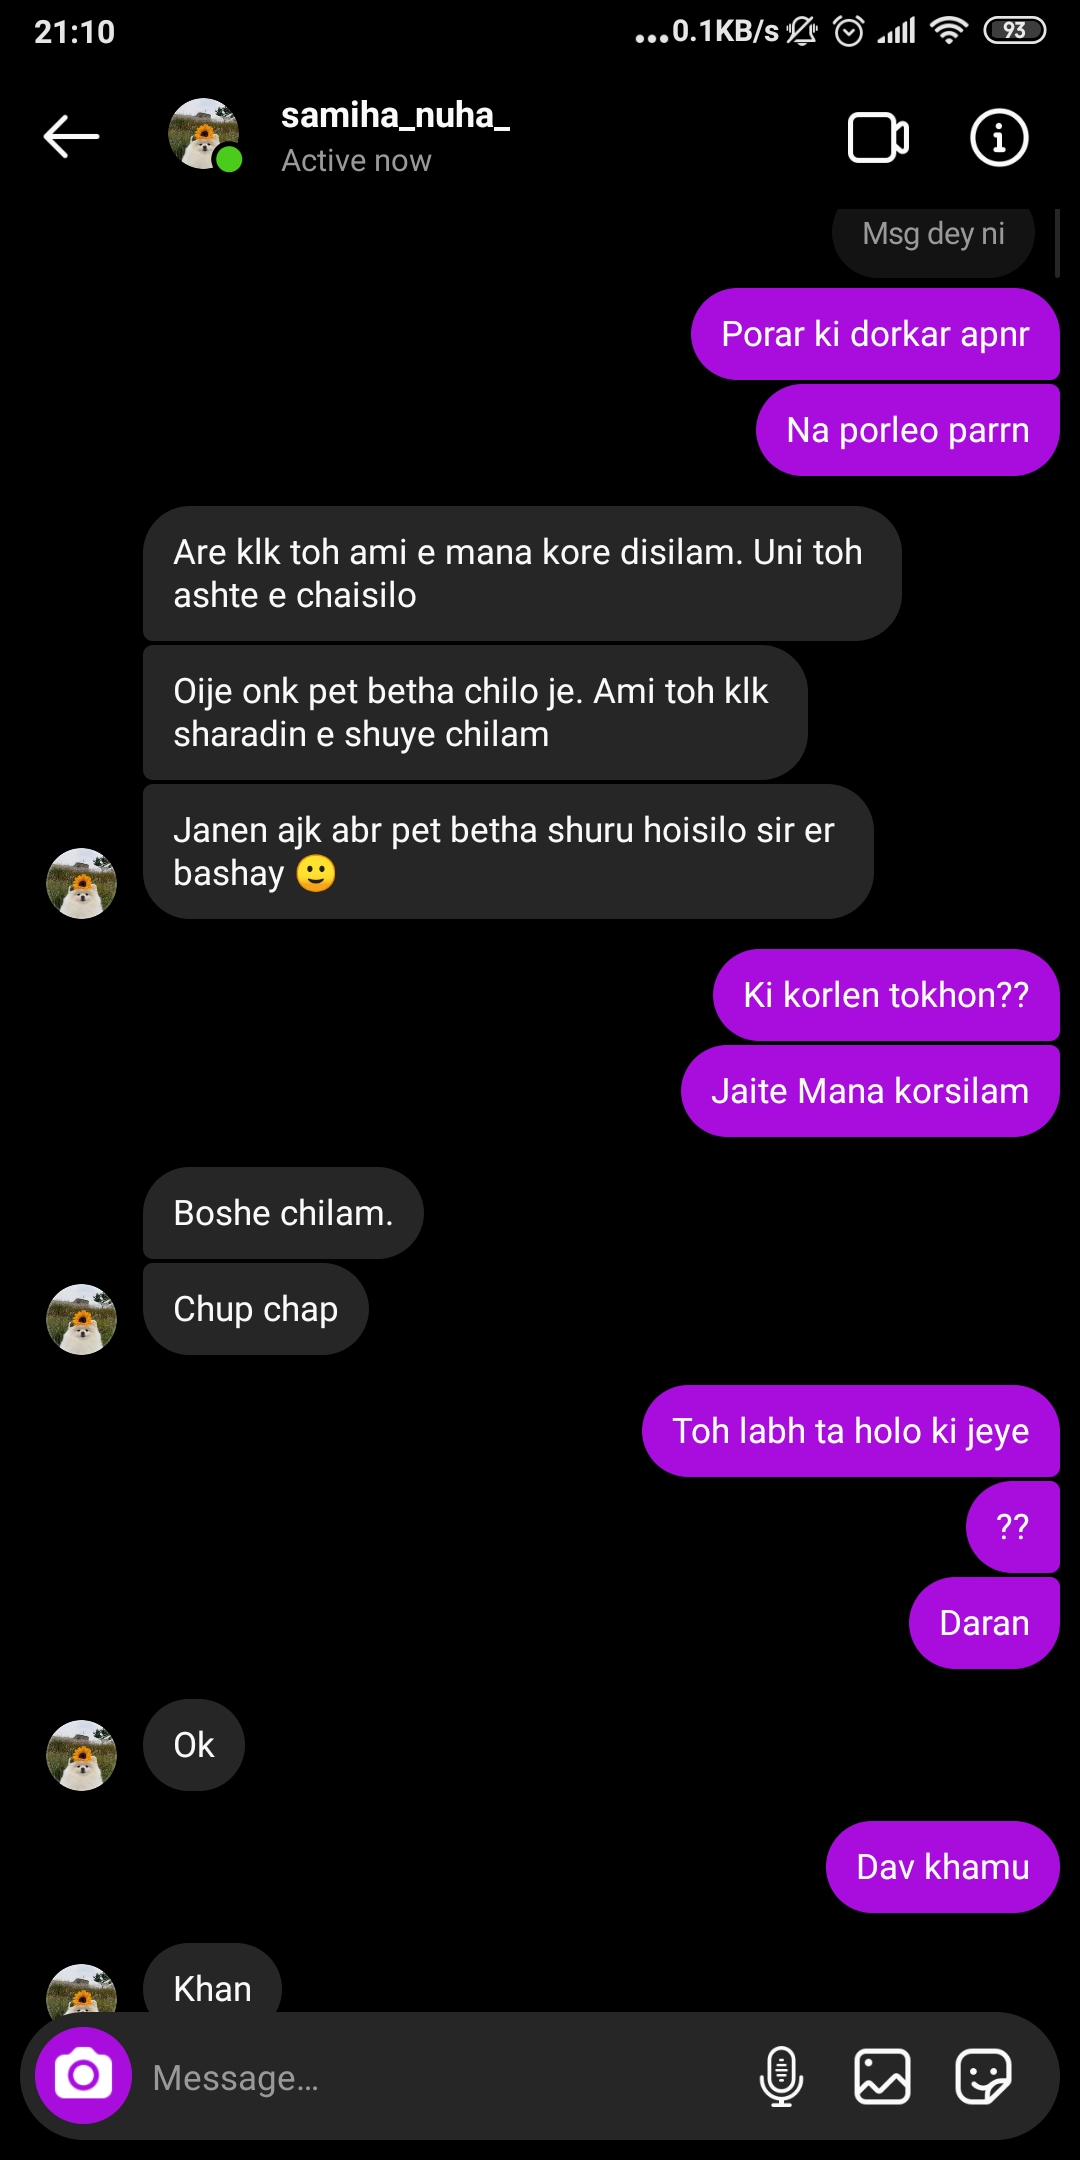 21:10
...0.1KB/s
93
samiha_nuha_
Active now
Msg dey ni
Porar ki dorkar apnr
Na porleo parrn
Are klk toh ami e mana kore disilam. Uni toh
ashte e chaisilo
Oije onk pet betha chilo je. Ami toh klk
sharadin e shuye chilam
Janen ajk abr pet betha shuru hoisilo sir er
bashay 🙂
Ki korlen tokhon??
Jaite Mana korsilam
Boshe chilam.
Chup chap
Toh labh ta holo ki jeye
??
Daran
Ok
Dav khamu
Khan
Message...